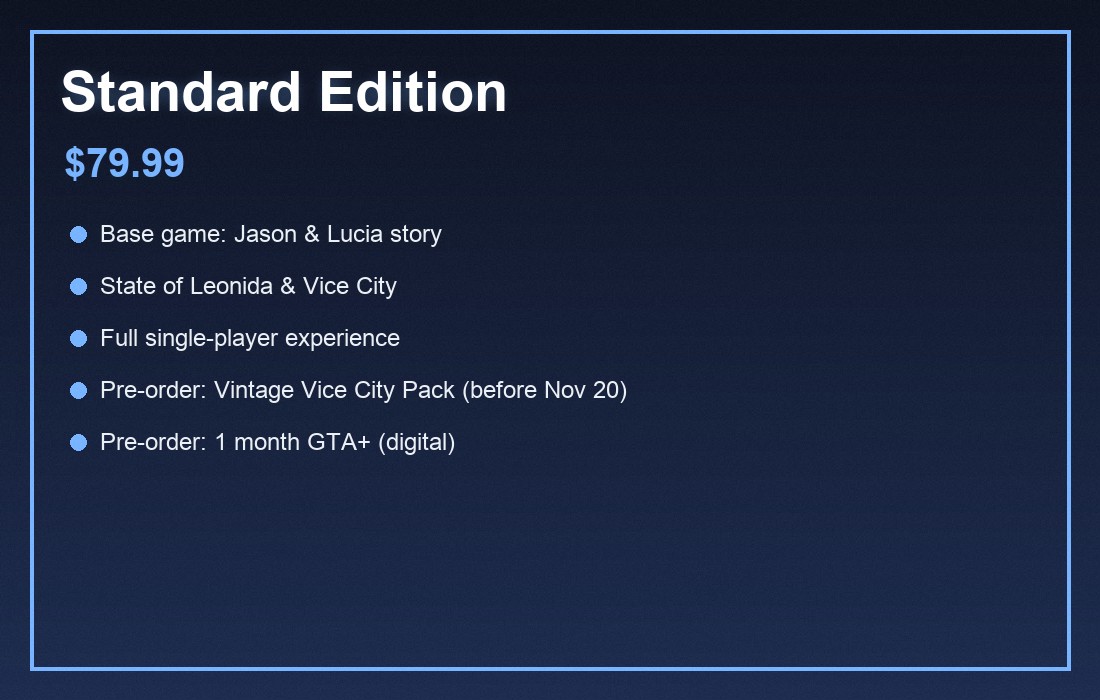 Standard Edition
$79.99
Base game: Jason & Lucia story
State of Leonida & Vice City
Full single-player experience
Pre-order: Vintage Vice City Pack (before Nov 20)
Pre-order: 1 month GTA+ (digital)